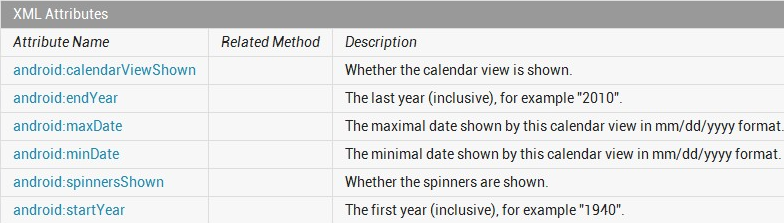 XML Attributes
Attribute Name Related Method Description
android:calendarViewShown Whether the calendar view is shown.
android:endYear The last year (inclusive), for example "2010".
android:maxDate The maximal date shown by this calendar view in mm/dd/yyyy format.
android:minDate The minimal date shown by this calendar view in mm/dd/yyyy format.
android:spinnersShown Whether the spinners are shown.
android:startYear The first year (inclusive), for example "1940".